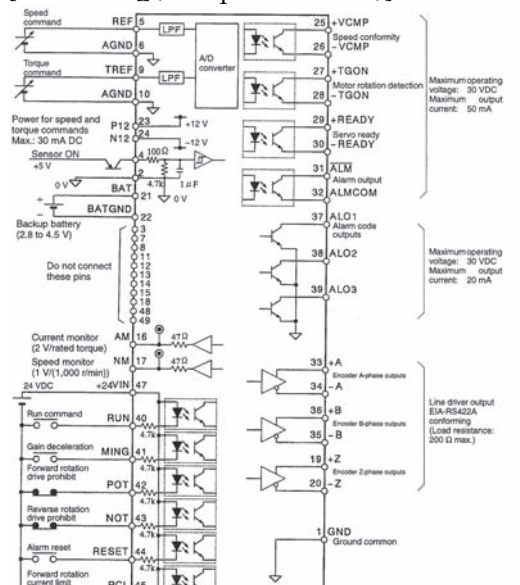 Speed
command
REF 5
LPF
AGND 6
A/D
converter
Torque
command
TREF 9
LPF
AGND 10
Power for speed and
torque commands
Max.: 30 mA DC
P12 23
+12 V
N12 24
-12 V
Sensor ON
+5 V
4
100Ω
0 V
2
4.7k
1 μF
0 V
BAT 21
BATGND
22
Backup battery
(2.8 to 4.5 V)
3
7
8
11
12
13
14
15
18
48
49
Do not connect
these pins
Current monitor
(2 V/rated torque)
AM 16
47Ω
Speed monitor
(1 V/(1,000 r/min))
NM 17
47Ω
24 VDC
+24VIN 47
Run command
RUN 40
4.7k
Gain deceleration
MING 41
4.7k
Forward rotation
drive prohibit
POT 42
4.7k
Reverse rotation
drive prohibit
NOT 43
4.7k
Alarm reset
RESET 44
4.7k
Forward rotation
current limit
PCL 45
25 +VCMP
Speed conformity
26 -VCMP
27 +TGON
Motor rotation detection
28 -TGON
29 +READY
Servo ready
30 -READY
31 ALM
Alarm output
32 ALMCOM
Maximum operating
voltage: 30 VDC
Maximum output
current: 50 mA
37 ALO1
Alarm code
outputs
38 ALO2
39 ALO3
Maximum operating
voltage: 30 VDC
Maximum output
current: 20 mA
33 +A
Encoder A-phase outputs
34 -A
36 +B
Encoder B-phase outputs
35 -B
19 +Z
Encoder Z-phase outputs
20 -Z
Line driver output
EIA-RS422A
conforming
(Load resistance:
200 Ω max.)
1 GND
Ground common